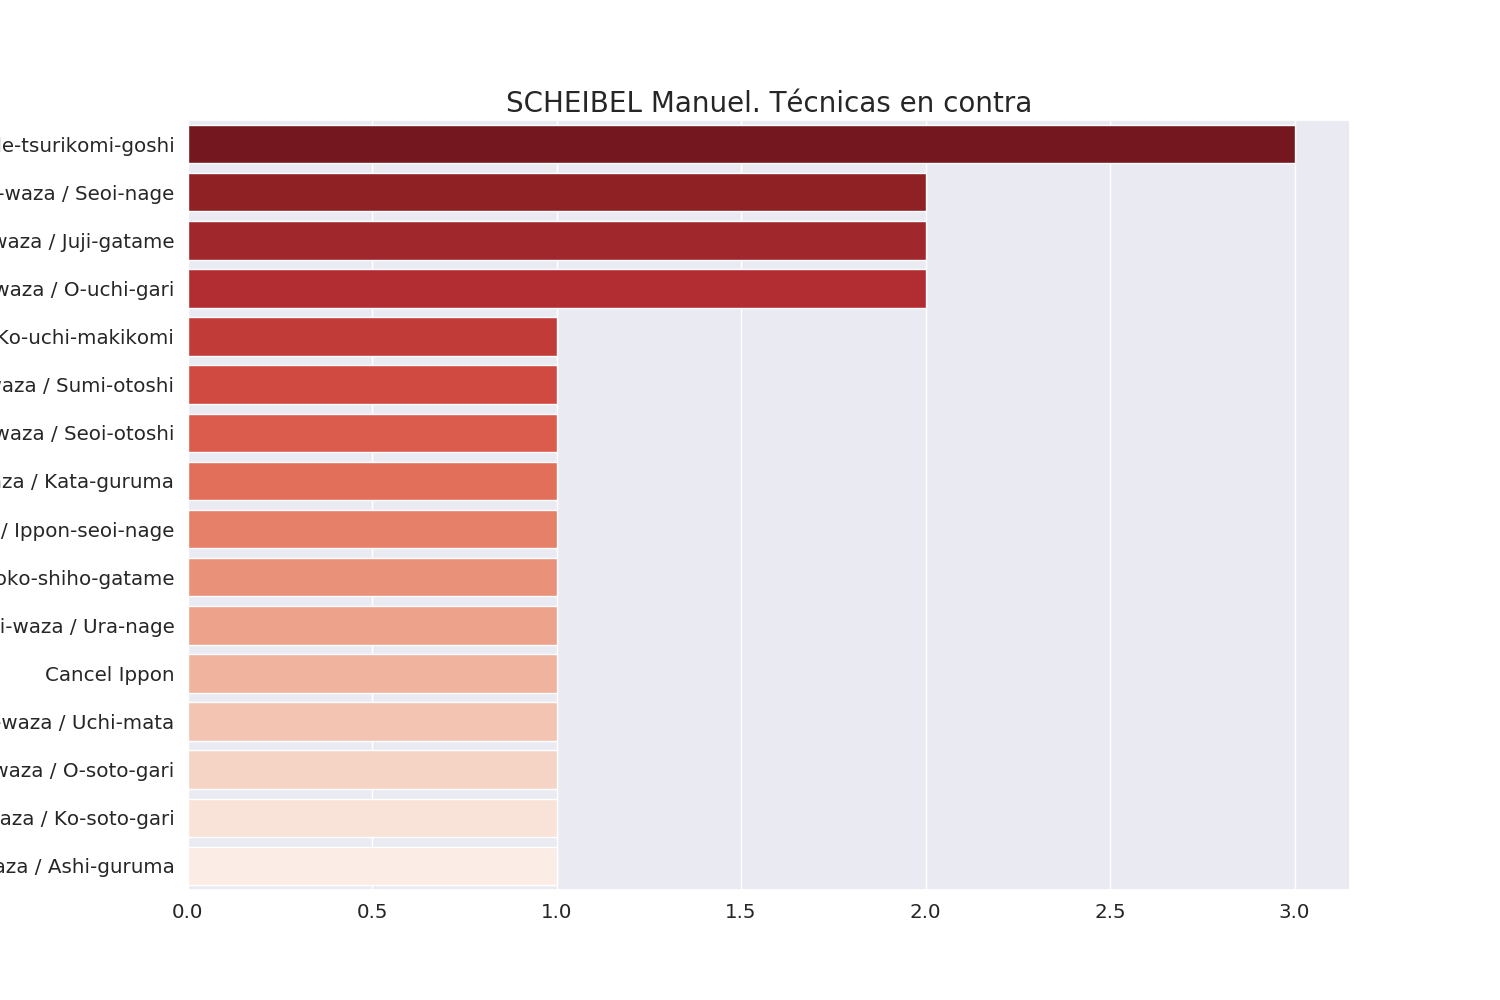 SCHEIBEL Manuel. Técnicas en contra
e-tsurikomi-goshi
-waza / Seoi-nage
waza / Juji-gatame
waza / O-uchi-gari
Ko-uchi-makikomi
aza / Sumi-otoshi
waza / Seoi-otoshi
za / Kata-guruma
/ Ippon-seoi-nage
oko-shiho-gatame
i-waza / Ura-nage
Cancel Ippon
-waza / Uchi-mata
waza / O-soto-gari
aza / Ko-soto-gari
aza / Ashi-guruma
0.0 0.5 1.0 1.5 2.0 2.5 3.0